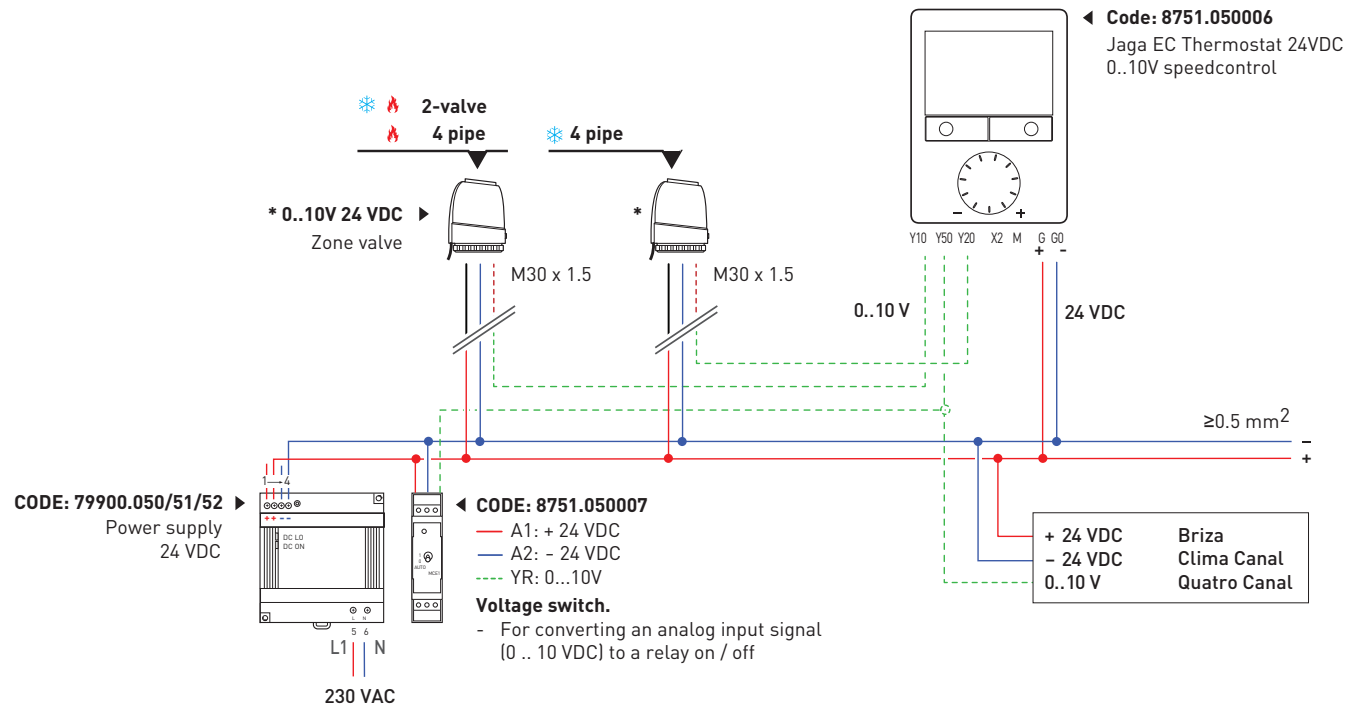 Code: 8751.050006
Jaga EC Thermostat 24VDC
0..10V speedcontrol
2-valve
4 pipe
4 pipe
* 0..10V 24 VDC
Zone valve
*
M30 x 1.5
M30 x 1.5
- +
Y10 Y50 Y20 X2 M G G0
+ -
0..10 V
24 VDC
≥0.5 mm2
–
+
1 4
CODE: 79900.050/51/52
Power supply
24 VDC
+ + – –
DC LO
DC ON
L N
5 6
L1 N
230 VAC
I
0
AUTO
MCE1
CODE: 8751.050007
A1: + 24 VDC
A2: – 24 VDC
YR: 0...10V
Voltage switch.
- For converting an analog input signal
(0 .. 10 VDC) to a relay on / off
+ 24 VDC Briza
– 24 VDC Clima Canal
0..10 V Quatro Canal